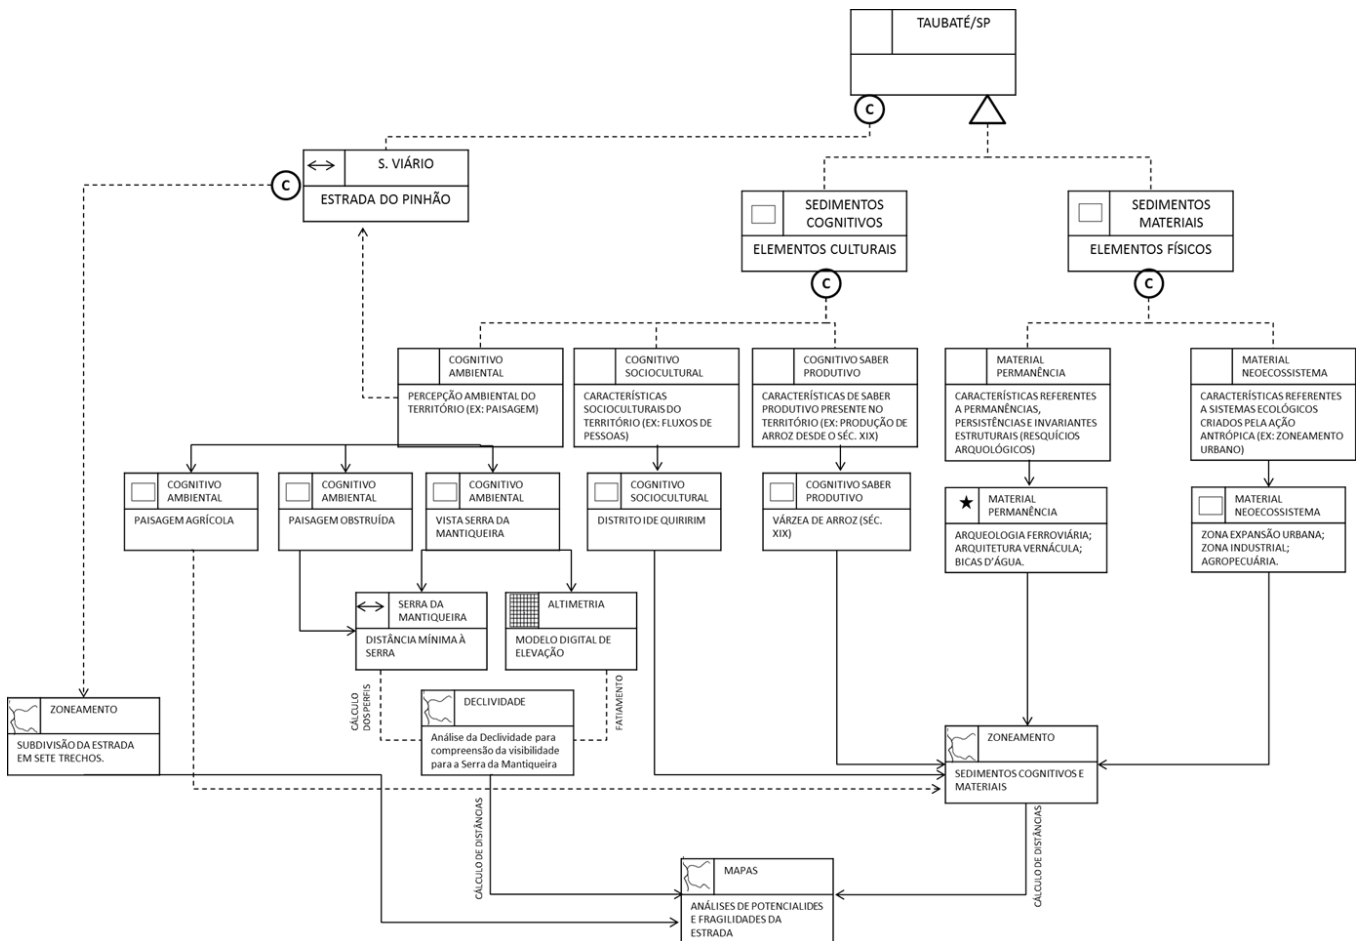 TAUBATÉ/SP
C
S. VIÁRIO
C
ESTRADA DO PINHÃO
SEDIMENTOS
COGNITIVOS
ELEMENTOS CULTURAIS
SEDIMENTOS
MATERIAIS
ELEMENTOS FÍSICOS
C
C
COGNITIVO
AMBIENTAL
PERCEPÇÃO AMBIENTAL DO
TERRITÓRIO (EX: PAISAGEM)
COGNITIVO
SOCIOCULTURAL
CARACTERÍSTICAS
SOCIOCULTURAIS DO
TERRITÓRIO (EX: FLUXOS DE
PESSOAS)
COGNITIVO SABER
PRODUTIVO
CARACTERÍSTICAS DE SABER
PRODUTIVO PRESENTE NO
TERRITÓRIO (EX: PRODUÇÃO DE
ARROZ DESDE O SÉC. XIX)
MATERIAL
PERMANÊNCIA
CARACTERÍSTICAS REFERENTES
A PERMANÊNCIAS,
PERSISTÊNCIAS E INVARIANTES
ESTRUTURAIS (RESQUÍCIOS
ARQUOLÓGICOS)
MATERIAL
NEOECOSSISTEMA
CARACTERÍSTICAS REFERENTES
A SISTEMAS ECOLÓGICOS
CRIADOS PELA AÇÃO
ANTRÓPICA (EX: ZONEAMENTO
URBANO)
COGNITIVO
AMBIENTAL
PAISAGEM AGRÍCOLA
COGNITIVO
AMBIENTAL
PAISAGEM OBSTRUÍDA
COGNITIVO
AMBIENTAL
VISTA SERRA DA
MANTIQUEIRA
COGNITIVO
SOCIOCULTURAL
DISTRITO IDE QUIRIRIM
COGNITIVO SABER
PRODUTIVO
VÁRZEA DE ARROZ (SÉC.
XIX)
MATERIAL
PERMANÊNCIA
ARQUEOLOGIA FERROVIÁRIA;
ARQUITETURA VERNÁCULA;
BICAS D'ÁGUA.
MATERIAL
NEOECOSSISTEMA
ZONA EXPANSÃO URBANA;
ZONA INDUSTRIAL;
AGROPECUÁRIA.
SERRA DA
MANTIQUEIRA
DISTÂNCIA MÍNIMA À
SERRA
ALTIMETRIA
MODELO DIGITAL DE
ELEVAÇÃO
CÁLCULO
DOS PERFIS
FATIAMENTO
ZONEAMENTO
SUBDIVISÃO DA ESTRADA
EM SETE TRECHOS.
DECLIVIDADE
Análise da Declividade para
compreensão da visibilidade
para a Serra da Mantiqueira
ZONEAMENTO
SEDIMENTOS COGNITIVOS E
MATERIAIS
CÁLCULO DE DISTÂNCIAS
CÁLCULO DE DISTÂNCIAS
MAPAS
ANÁLISES DE POTENCIALIDES
E FRAGILIDADES DA
ESTRADA